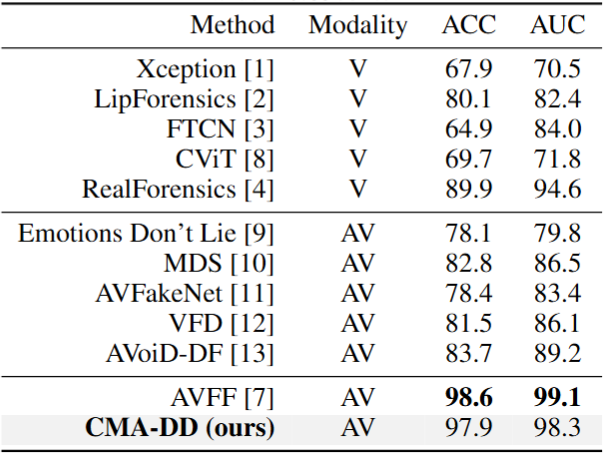 Method Modality ACC AUC
Xception [1] V 67.9 70.5
LipForensics [2] V 80.1 82.4
FTCN [3] V 64.9 84.0
CViT [8] V 69.7 71.8
RealForensics [4] V 89.9 94.6
Emotions Don't Lie [9] AV 78.1 79.8
MDS [10] AV 82.8 86.5
AVFakeNet [11] AV 78.4 83.4
VFD [12] AV 81.5 86.1
AVoiD-DF [13] AV 83.7 89.2
AVFF [7] AV 98.6 99.1
CMA-DD (ours) AV 97.9 98.3